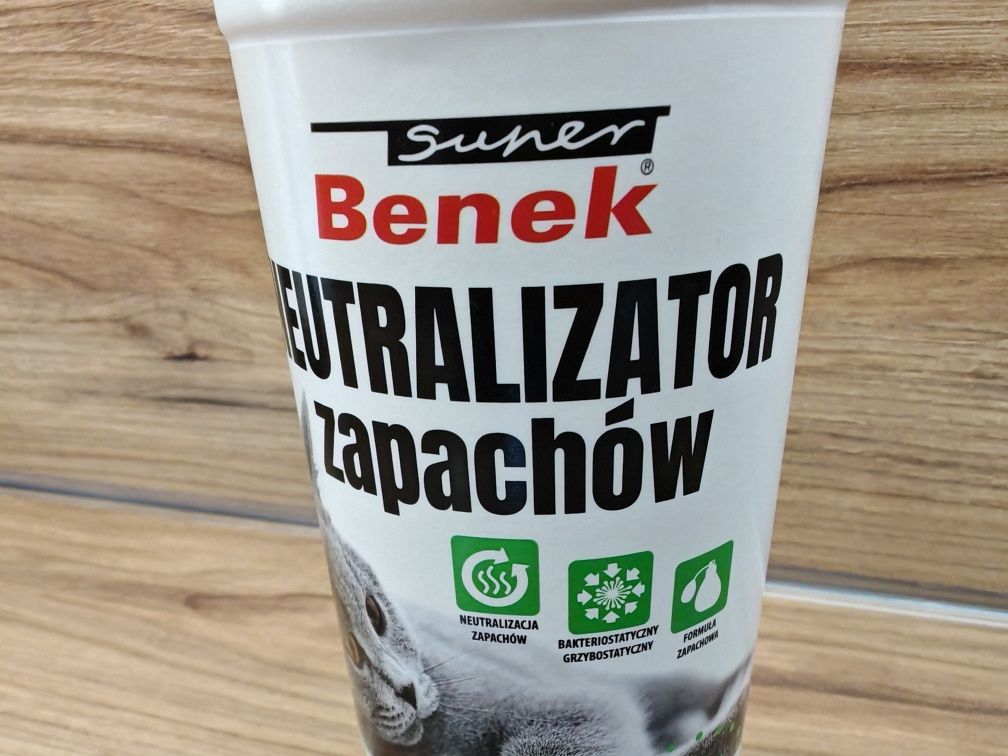 super
Benek®
NEUTRALIZATOR
zapachów
NEUTRALIZACJA
ZAPACHÓW
BAKTERIOSTATYCZNY
GRZYBOSTATYCZNY
FORMUŁA
ZAPACHOWA